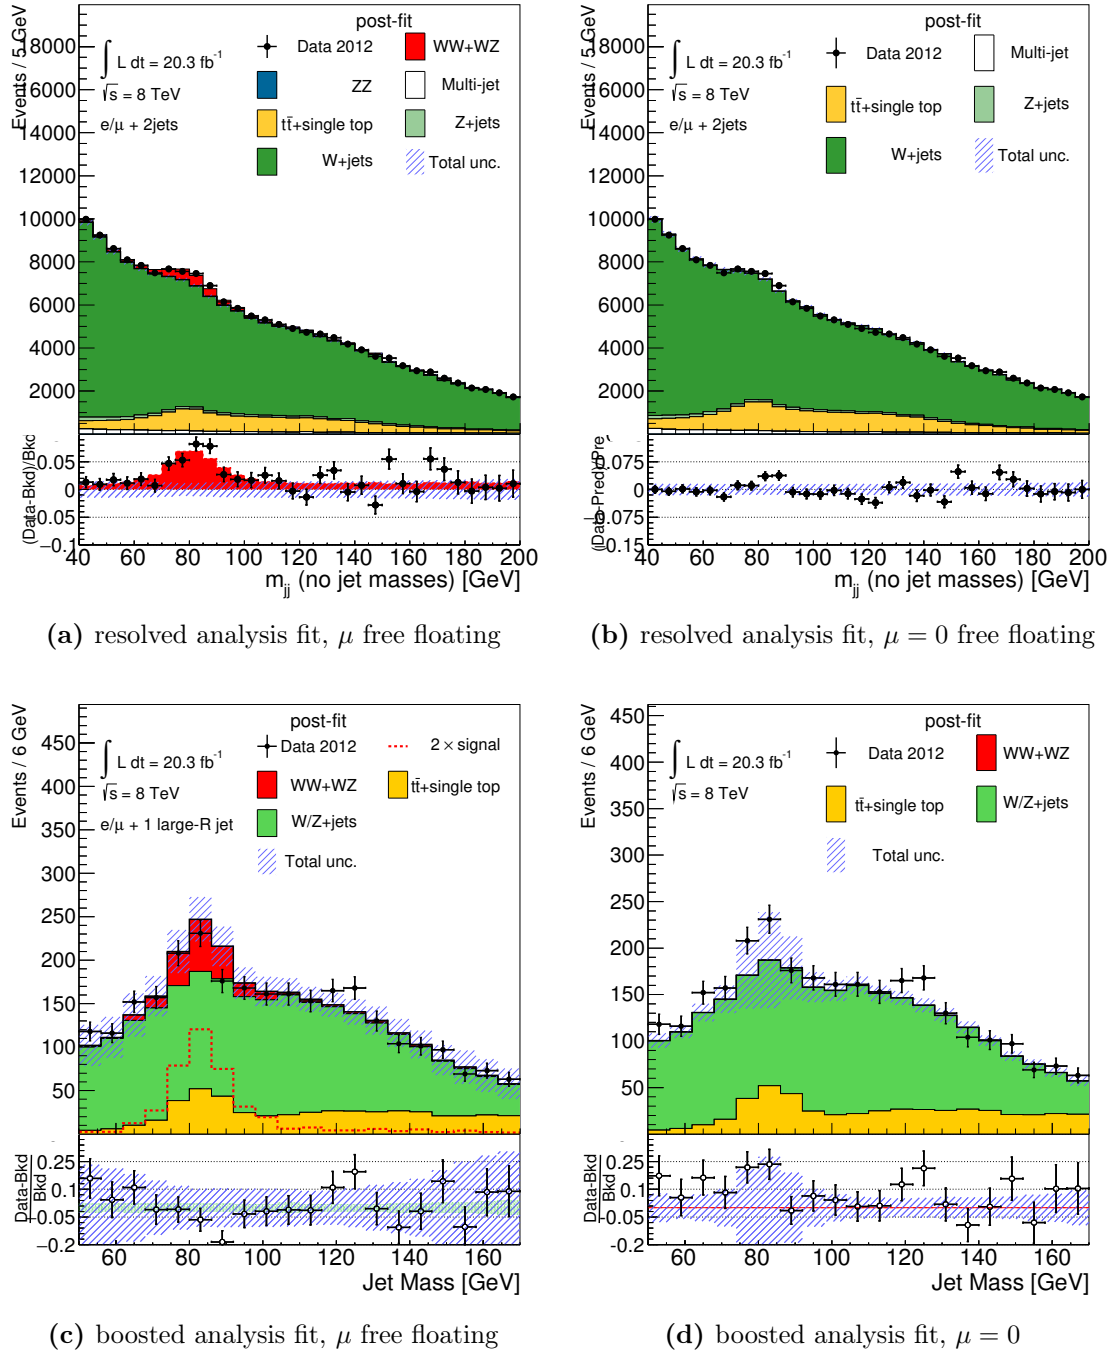 post-fit
Events / 5 GeV
18000
16000
14000
12000
10000
8000
6000
4000
2000
∫ L dt = 20.3 fb⁻¹
√s = 8 TeV
e/μ + 2jets
Data 2012
WW+WZ
ZZ
Multi-jet
tt̄+single top
Z+jets
W+jets
Total unc.
(Data-Bkd)/Bkd
0.05
0
−0.05
−0.1
40 60 80 100 120 140 160 180 200
m_jj (no jet masses) [GeV]
(a) resolved analysis fit, μ free floating
post-fit
Events / 5 GeV
18000
16000
14000
12000
10000
8000
6000
4000
2000
∫ L dt = 20.3 fb⁻¹
√s = 8 TeV
e/μ + 2jets
Data 2012
Multi-jet
tt̄+single top
Z+jets
W+jets
Total unc.
0.075
0
−0.075
−0.15
40 60 80 100 120 140 160 180 200
m_jj (no jet masses) [GeV]
(b) resolved analysis fit, μ = 0 free floating
post-fit
Events / 6 GeV
450
400
350
300
250
200
150
100
50
∫ L dt = 20.3 fb⁻¹
√s = 8 TeV
e/μ + 1 large-R jet
Data 2012
2 × signal
WW+WZ
tt̄+single top
W/Z+jets
Total unc.
Data-Bkd
Bkd
0.25
0.1
−0.05
−0.2
60 80 100 120 140 160
Jet Mass [GeV]
(c) boosted analysis fit, μ free floating
post-fit
Events / 6 GeV
450
400
350
300
250
200
150
100
50
∫ L dt = 20.3 fb⁻¹
√s = 8 TeV
Data 2012
WW+WZ
tt̄+single top
W/Z+jets
Total unc.
Data-Bkd
Bkd
0.25
0.1
−0.05
-0.2
60 80 100 120 140 160
Jet Mass [GeV]
(d) boosted analysis fit, μ = 0